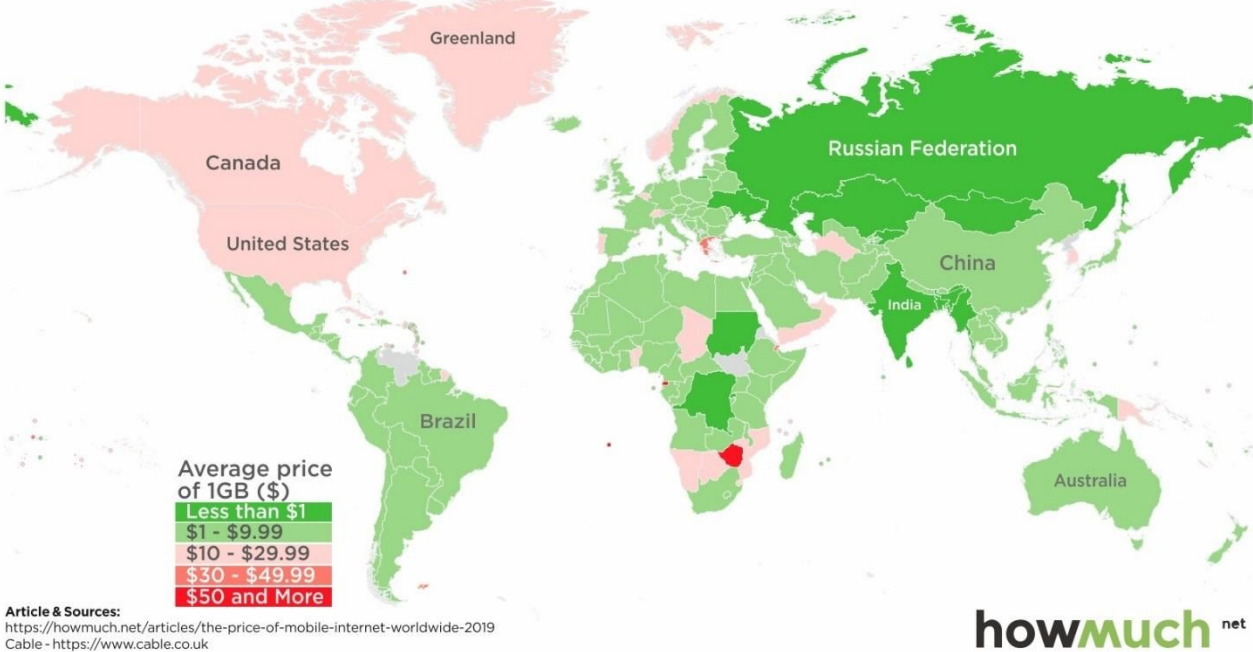 Greenland
Canada
Russian Federation
United States
China
India
Brazil
Australia
Average price
of 1GB ($)
Less than $1
$1 - $9.99
$10 - $29.99
$30 - $49.99
$50 and More
Article & Sources:
https://howmuch.net/articles/the-price-of-mobile-internet-worldwide-2019
Cable - https://www.cable.co.uk
howmuch net